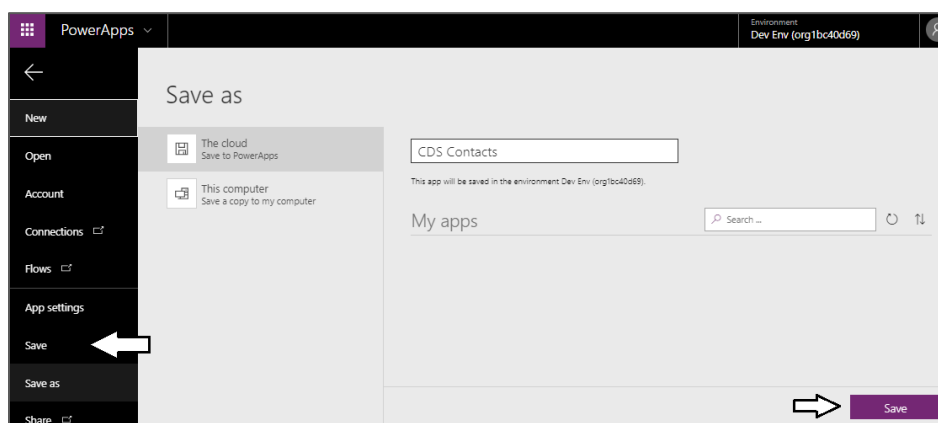 PowerApps
Environment
Dev Env (org1bc40d69)
New
Open
Account
Connections
Flows
App settings
Save
Save as
Share
Save as
The cloud
Save to PowerApps
This computer
Save a copy to my computer
CDS Contacts
This app will be saved in the environment Dev Env (org1bc40d69).
My apps
Search ...
Save